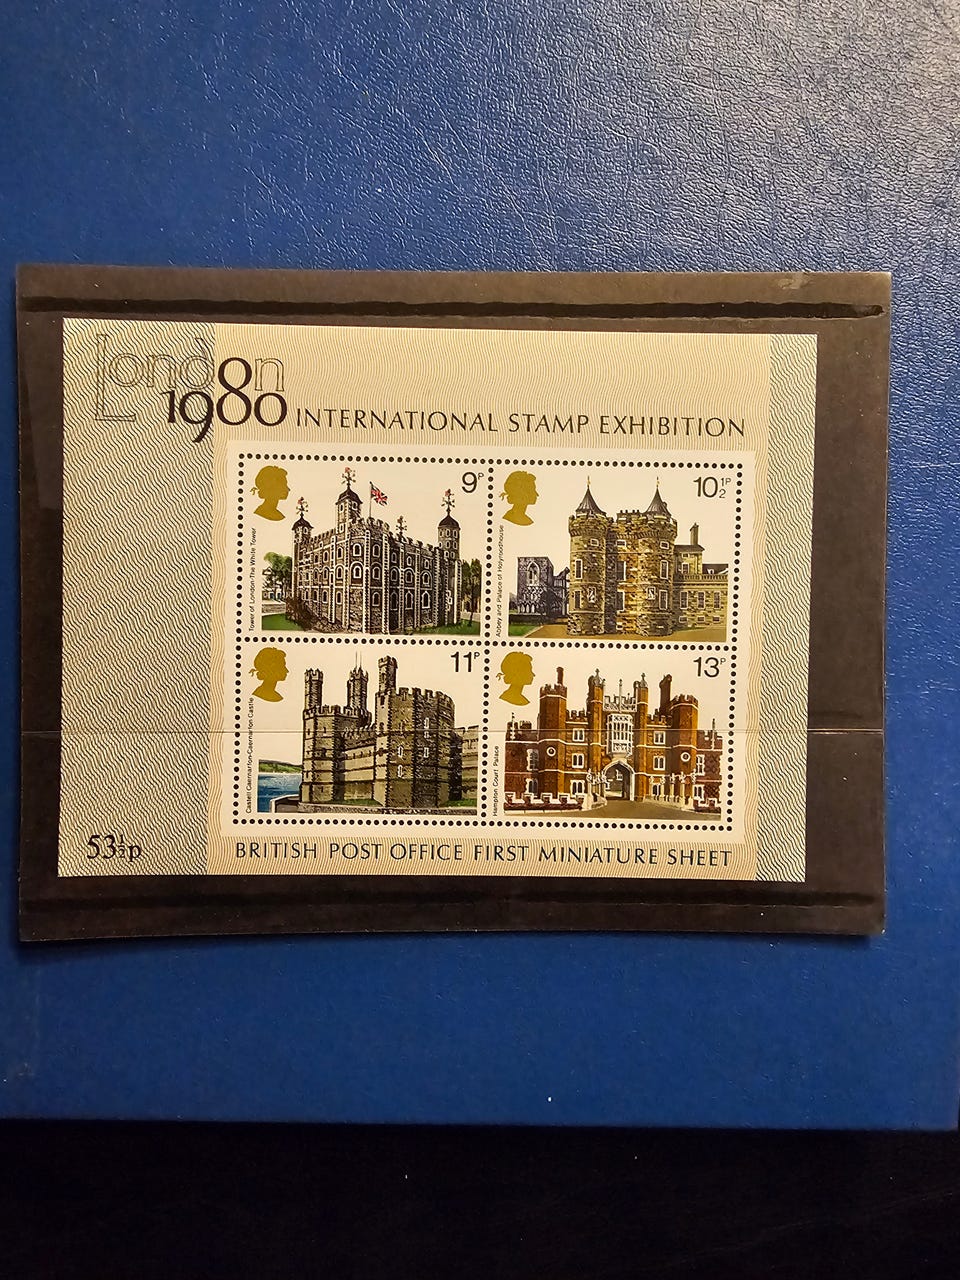 London
1980 INTERNATIONAL STAMP EXHIBITION
9P
Tower of London-The White Tower
10½P
Abbey and Palace of Holyroodhouse
11P
Castell Caernarfon-Caernarfon Castle
13P
Hampton Court Palace
53½p
BRITISH POST OFFICE FIRST MINIATURE SHEET